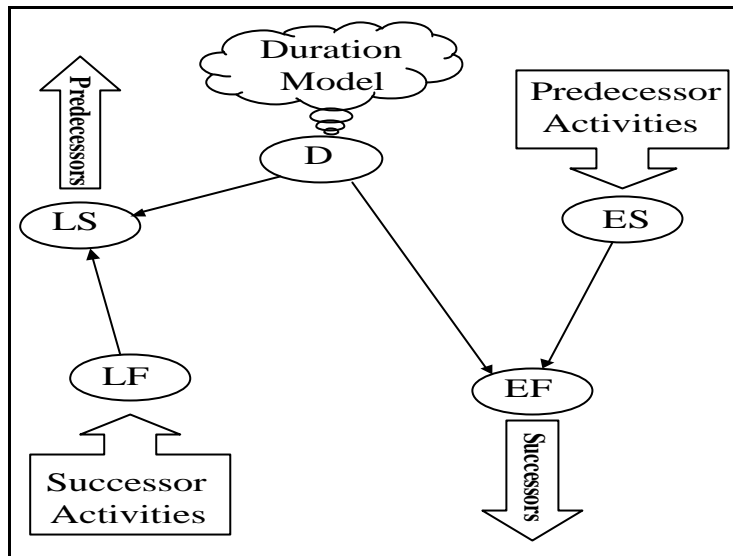 Duration
Model
Predecessors
Predecessor
Activities
D
LS
ES
LF
EF
Successor
Activities
Successors